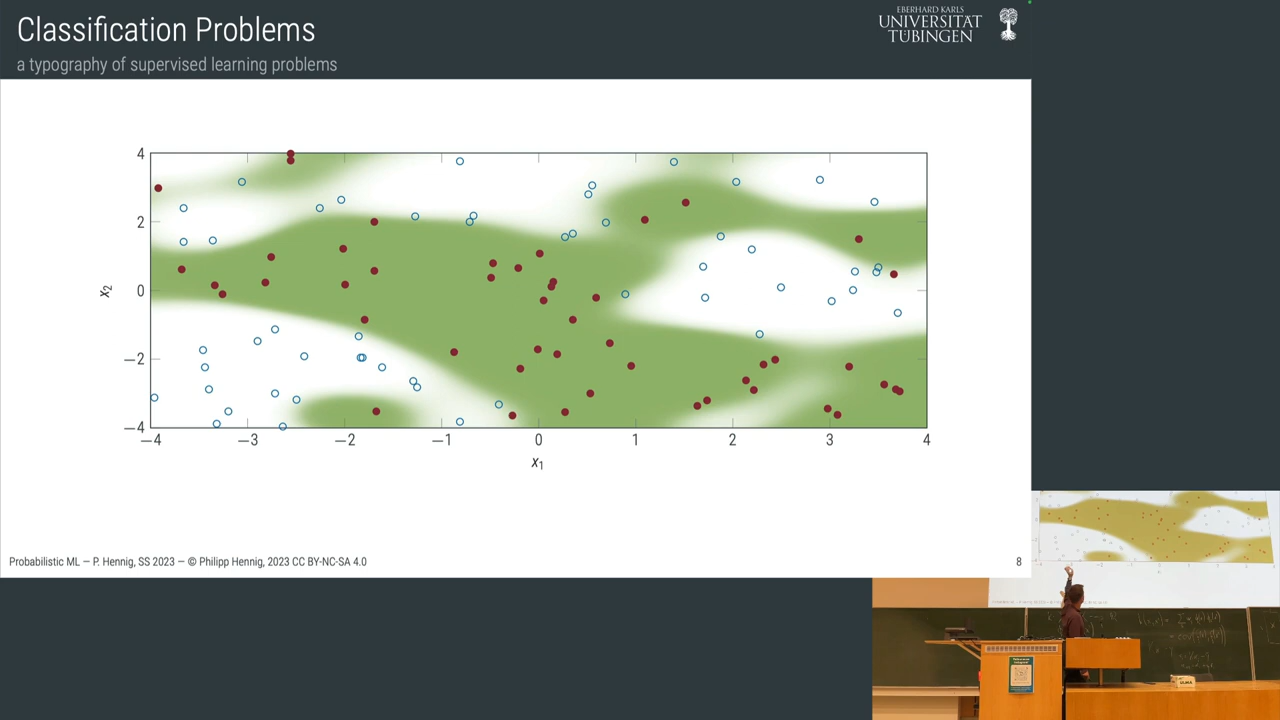 Classification Problems
a typography of supervised learning problems
EBERHARD KARLS
UNIVERSITÄT
TÜBINGEN
4
2
0
−2
−4
x₂
−4 −3 −2 −1 0 1 2 3 4
x₁
Probabilistic ML — P. Hennig, SS 2023 — © Philipp Hennig, 2023 CC BY-NC-SA 4.0
8